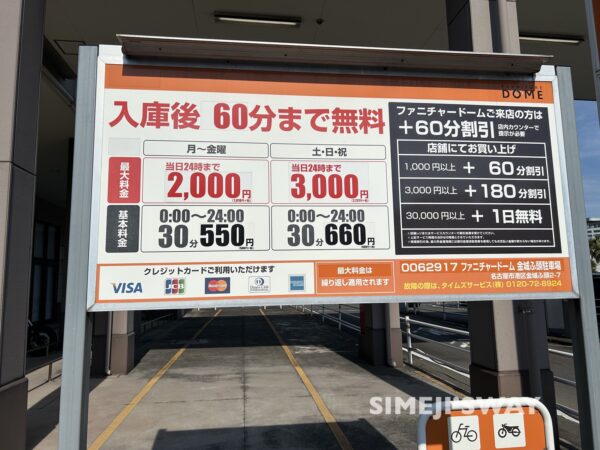 DOME
入庫後 60分まで無料
月～金曜
土・日・祝
最大料金
当日24時まで
2,000円
当日24時まで
3,000円
基本料金
0:00～24:00
30分550円
0:00～24:00
30分660円
ファニチャードームご来店の方は
+60分割引
店内カウンターで
提示が必要
店舗にてお買い上げ
1,000円以上 + 60分割引
3,000円以上 + 180分割引
30,000円以上 + 1日無料
クレジットカードご利用いただけます
VISA
JCB
最大料金は
繰り返し適用されます
0062917 ファニチャードーム 金城ふ頭駐車場
名古屋市港区金城ふ頭2-7
故障の際は、タイムズサービス(株) 0120-72-8924
SIMEJI'SWAY